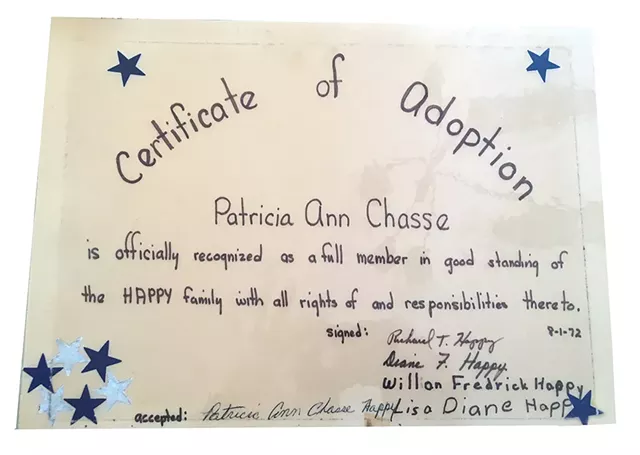 Certificate of Adoption
Patricia Ann Chasse
is officially recognized as a full member in good standing of
the HAPPY family with all rights of and responsibilities thereto.
signed: Richard T. Happy 8-1-72
Diane F. Happy
Willian Fredrick Happy
Lisa Diane Happy
accepted: Patricia Ann Chasse Happy